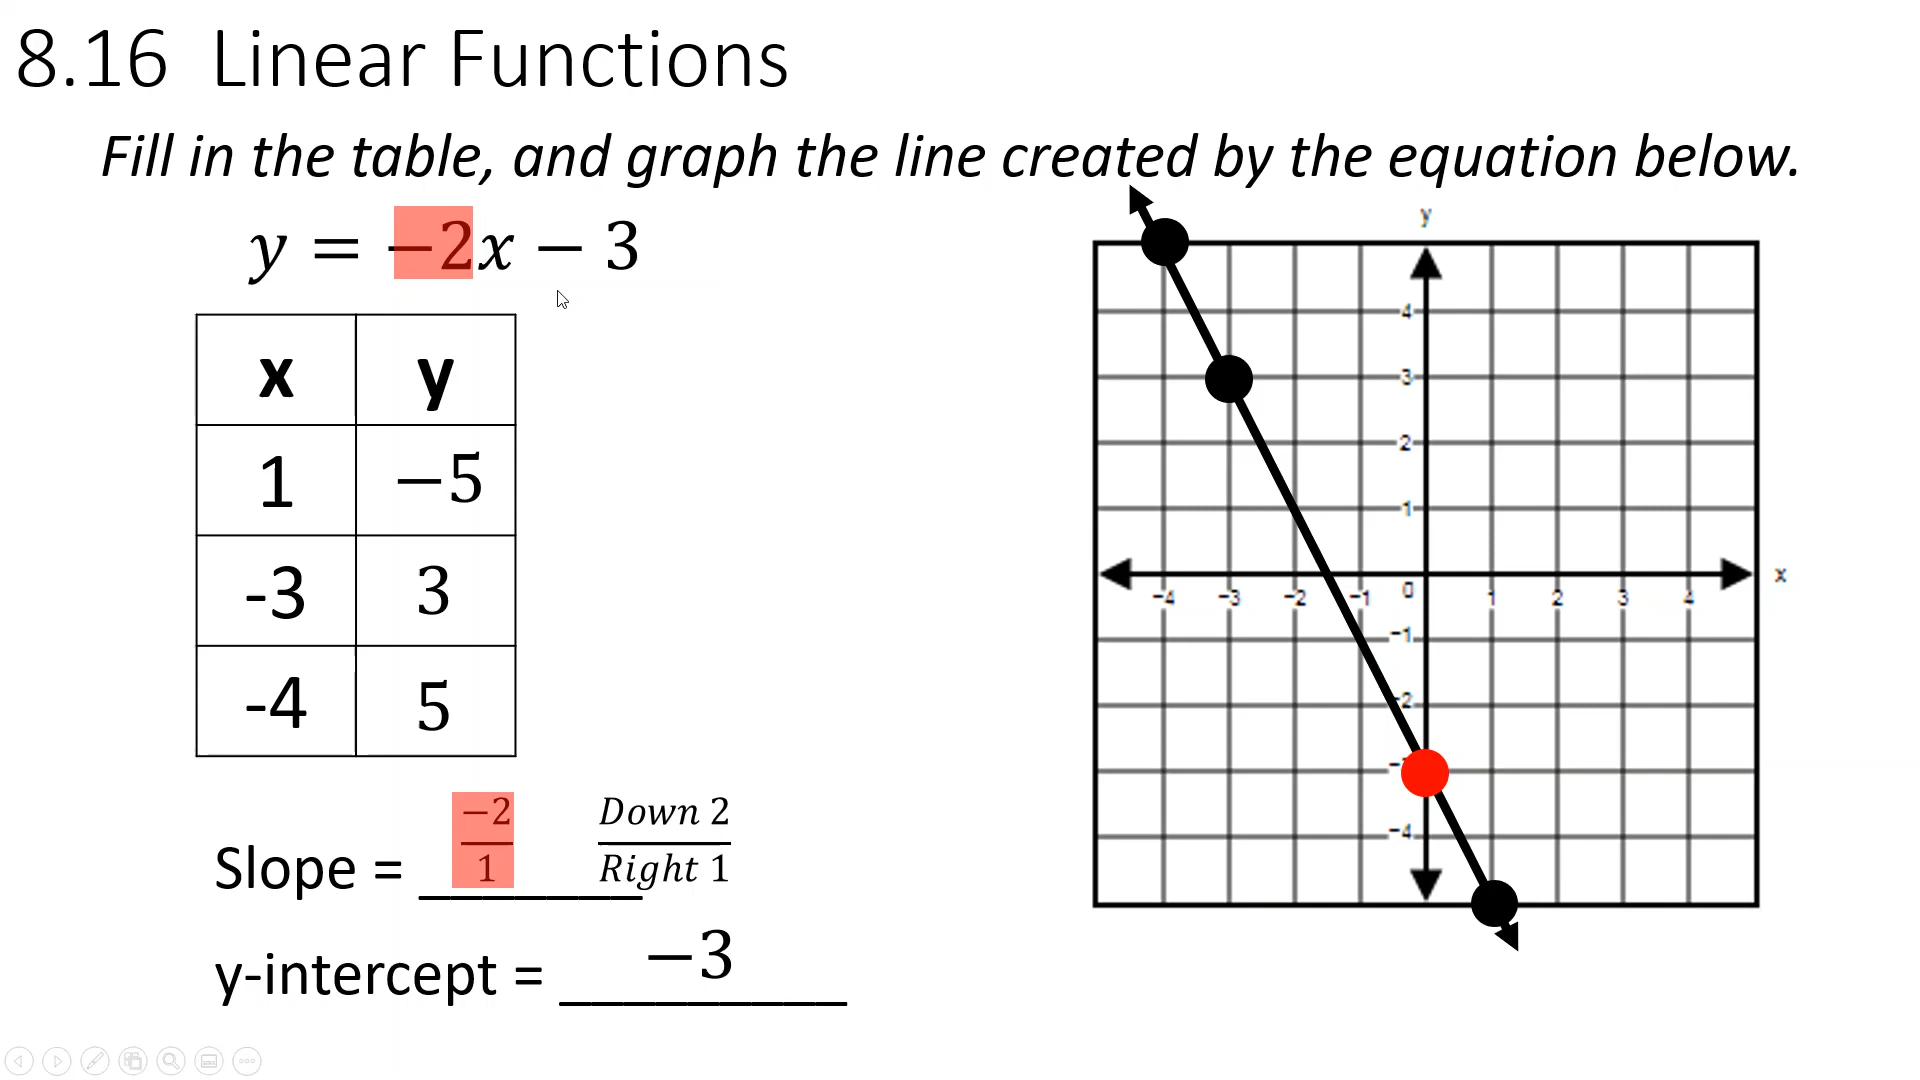 8.16 Linear Functions
Fill in the table, and graph the line created by the equation below.
y = −2x − 3
x y
1 −5
-3 3
-4 5
Slope = −2/1 Down 2/Right 1
y-intercept = −3
y
4
3
2
1
−4 −3 −2 −1 0 1 2 3 4 x
−1
−2
−4